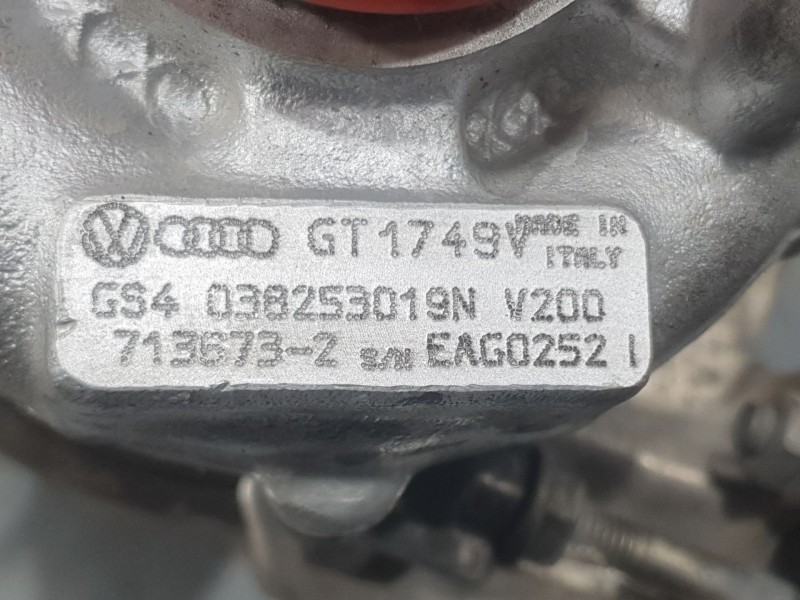 GT1749V MADE IN
ITALY
GS4 038253019N V200
713673-2 S/N EAG0252 I